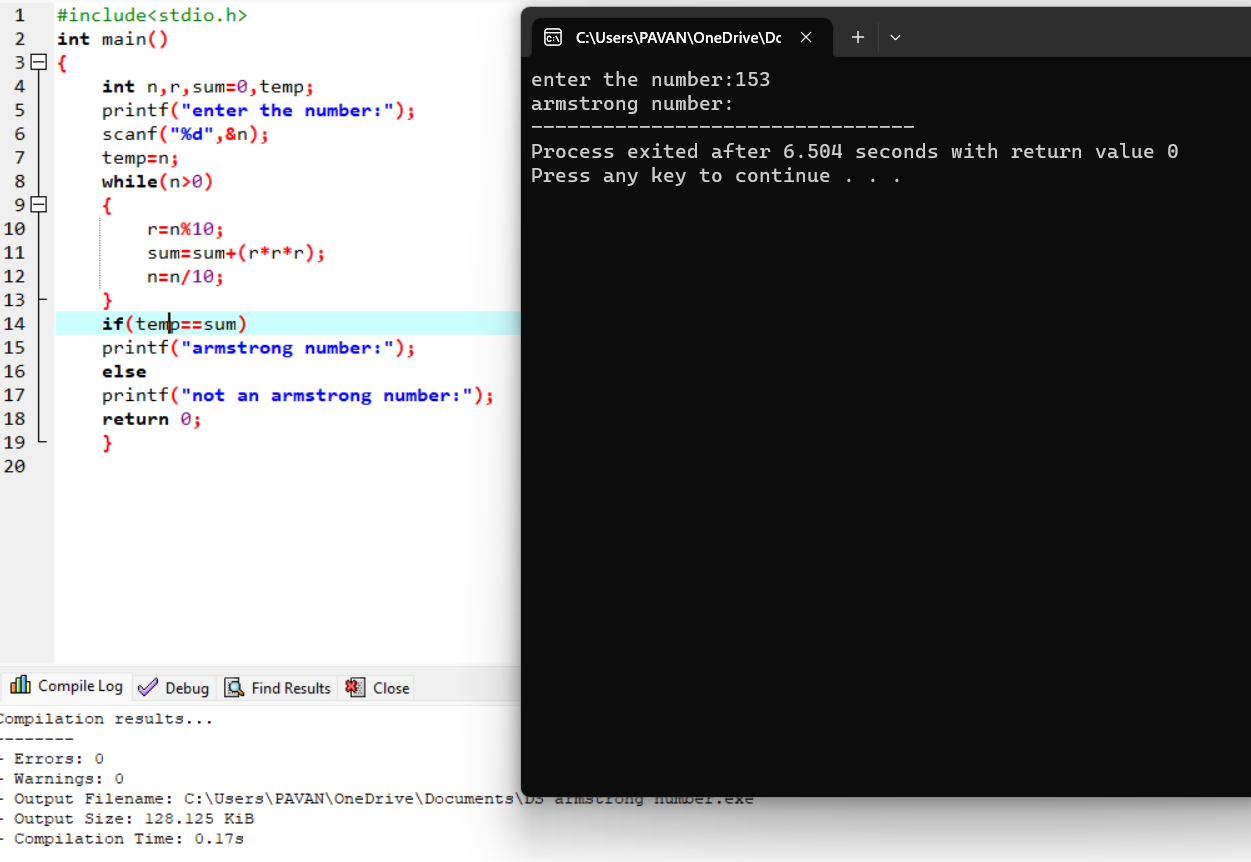 1 #include<stdio.h>
2 int main()
3 {
4 int n,r,sum=0,temp;
5 printf("enter the number:");
6 scanf("%d",&n);
7 temp=n;
8 while(n>0)
9 {
10 r=n%10;
11 sum=sum+(r*r*r);
12 n=n/10;
13 }
14 if(temp==sum)
15 printf("armstrong number:");
16 else
17 printf("not an armstrong number:");
18 return 0;
19 }
20
C:\Users\PAVAN\OneDrive\Dc
enter the number:153
armstrong number:
--------------------------------
Process exited after 6.504 seconds with return value 0
Press any key to continue . . .
Compile Log Debug Find Results Close
Compilation results...
--------
- Errors: 0
- Warnings: 0
- Output Filename: C:\Users\PAVAN\OneDrive\Documents\DS armstrong number.exe
- Output Size: 128.125 KiB
- Compilation Time: 0.17s